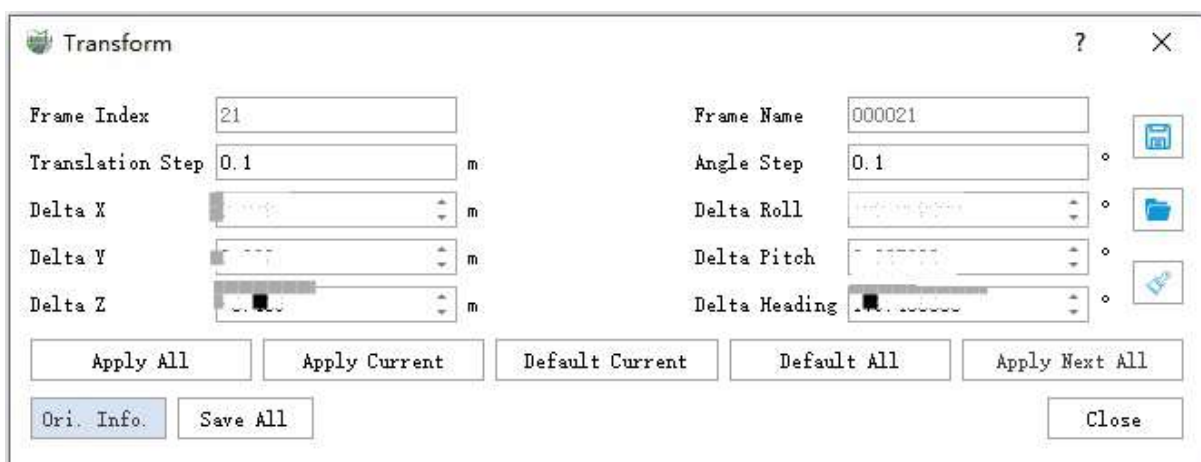 Transform ?
Frame Index 21 Frame Name 000021
Translation Step 0.1 m Angle Step 0.1 °
Delta X m Delta Roll °
Delta Y m Delta Pitch °
Delta Z m Delta Heading °
Apply All Apply Current Default Current Default All Apply Next All
Ori. Info. Save All Close